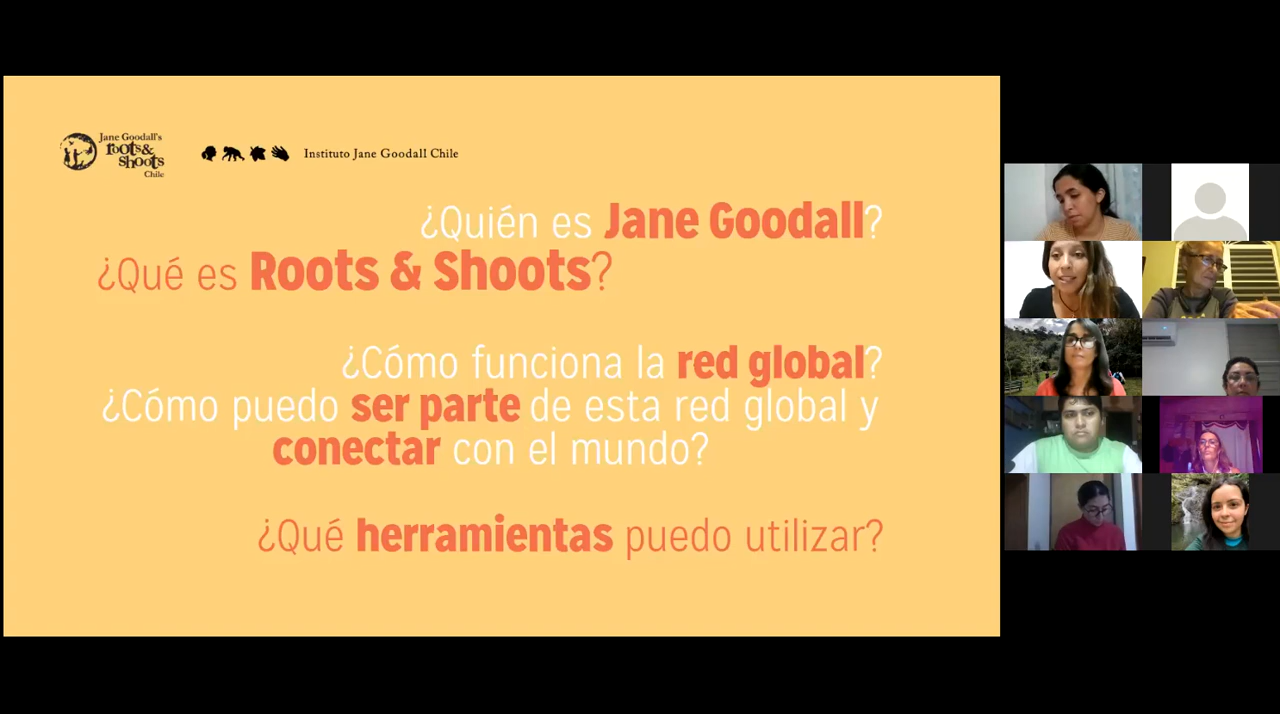 Jane Goodall's
roots &
shoots
Chile
Instituto Jane Goodall Chile
¿Quién es Jane Goodall?
¿Qué es Roots & Shoots?
¿Cómo funciona la red global?
¿Cómo puedo ser parte de esta red global y
conectar con el mundo?
¿Qué herramientas puedo utilizar?